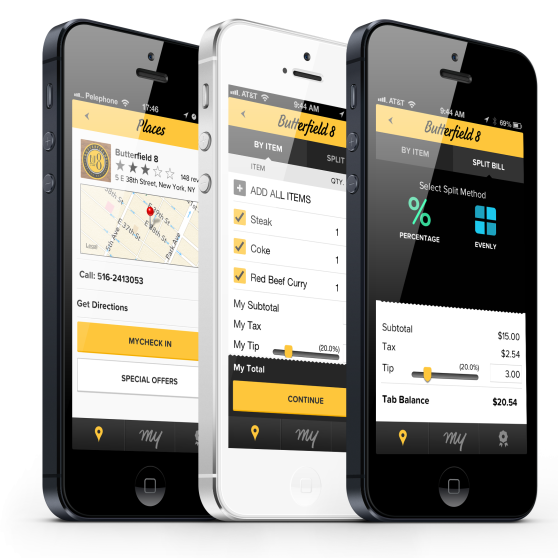 Pelephone
17:46
Places
Butterfield 8
148 rev
5 E 38th Street, New York, NY
E 37th St
5th Ave
Park Ave
Legal
Call: 516-2413053
Get Directions
MYCHECK IN
SPECIAL OFFERS
my
AT&T
9:44 AM
Butterfield 8
BY ITEM
SPLIT
ITEM
QTY.
ADD ALL ITEMS
Steak
1
Coke
1
Red Beef Curry
1
My Subtotal
My Tax
My Tip
(20.0%)
My Total
CONTINUE
my
AT&T
9:44 AM
69%
Butterfield 8
BY ITEM
SPLIT BILL
Select Split Method
%
PERCENTAGE
EVENLY
Subtotal
$15.00
Tax
$2.54
Tip
(20.0%)
3.00
Tab Balance
$20.54
my